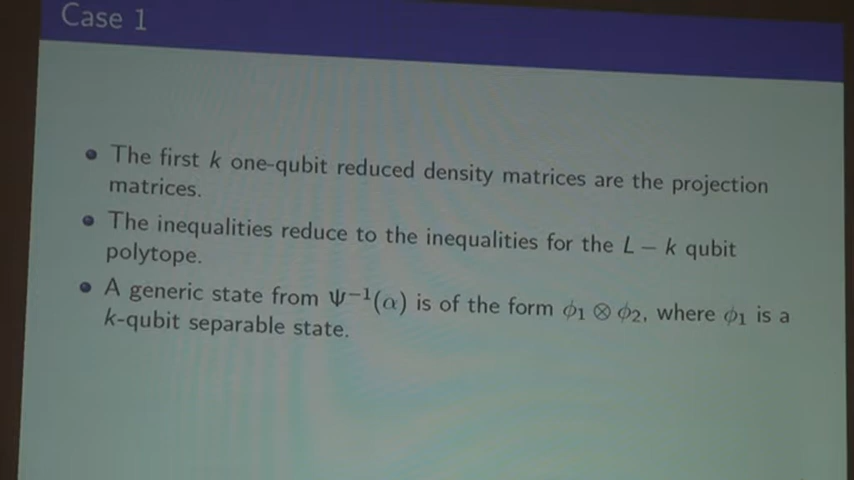 Case 1
The first k one-qubit reduced density matrices are the projection
matrices.
The inequalities reduce to the inequalities for the L − k qubit
polytope.
A generic state from Ψ⁻¹(α) is of the form ϕ₁ ⊗ ϕ₂, where ϕ₁ is a
k-qubit separable state.